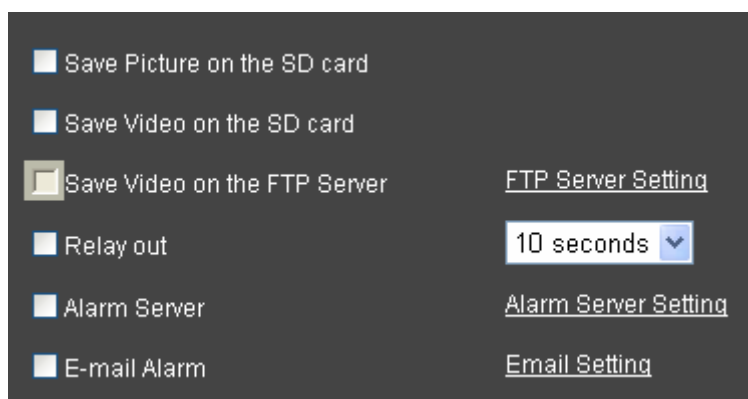 Save Picture on the SD card
Save Video on the SD card
Save Video on the FTP Server FTP Server Setting
Relay out 10 seconds
Alarm Server Alarm Server Setting
E-mail Alarm Email Setting